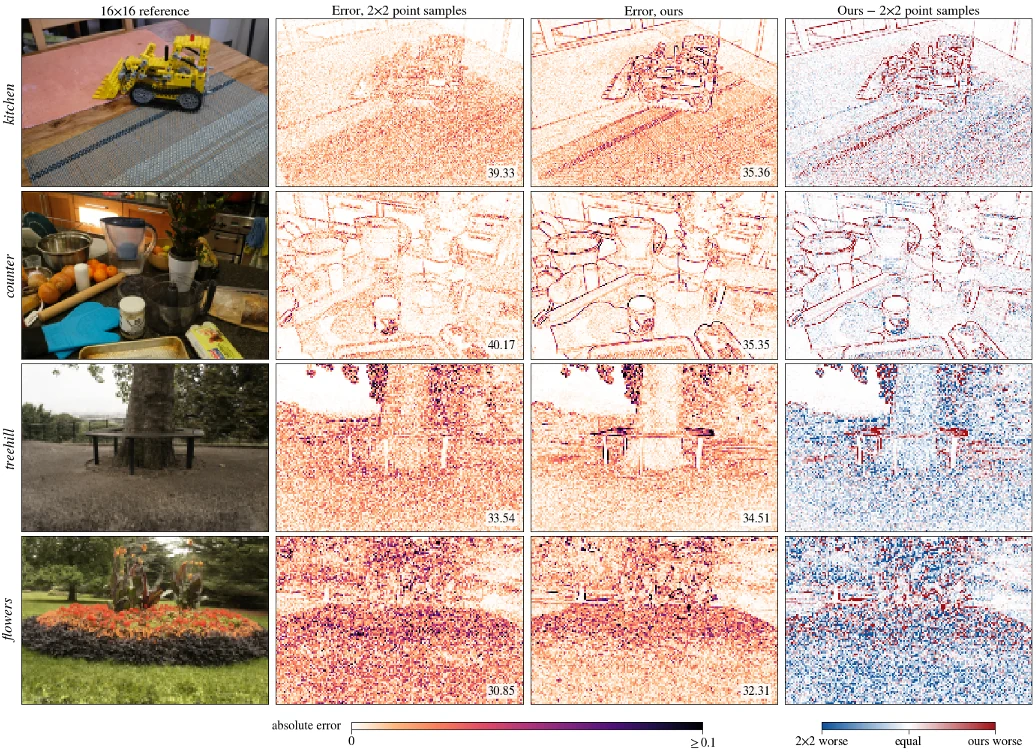 16×16 reference
Error, 2×2 point samples
Error, ours
Ours − 2×2 point samples
kitchen
39.33
35.36
counter
40.17
35.35
treehill
33.54
34.51
flowers
30.85
32.31
absolute error
0
≥ 0.1
2×2 worse
equal
ours worse